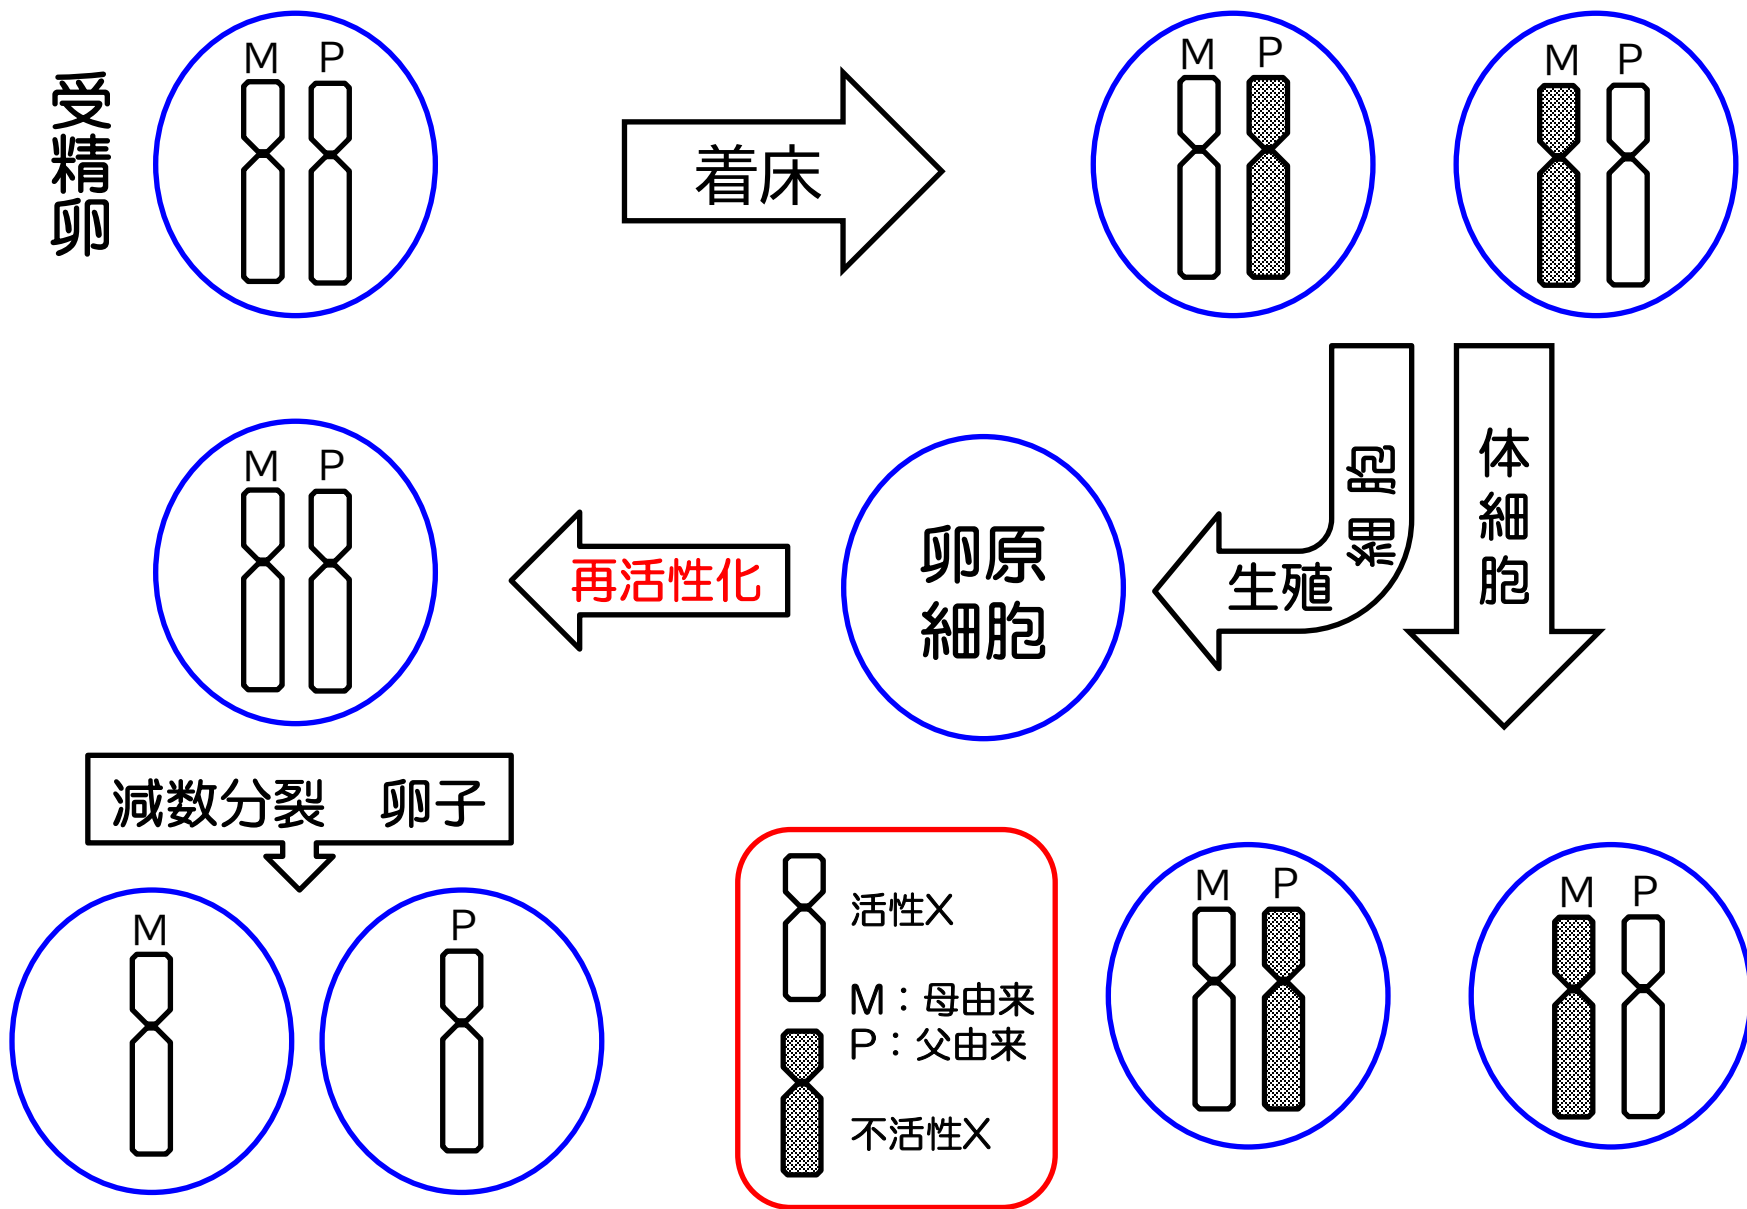 受精卵
M P
着床
M P
M P
生殖細胞
体細胞
卵原
細胞
再活性化
M P
減数分裂　卵子
M
P
活性X
M：母由来
P：父由来
不活性X
M P
M P